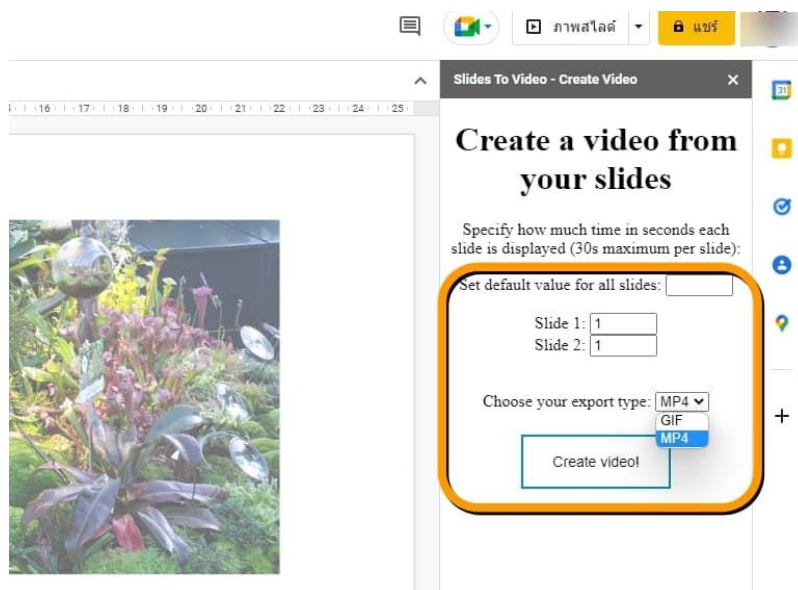 ภาพสไลด์
แชร์
Slides To Video - Create Video
16 17 18 19 20 21 22 23 24 25
31
Create a video from
your slides
Specify how much time in seconds each
slide is displayed (30s maximum per slide):
Set default value for all slides:
Slide 1: 1
Slide 2: 1
Choose your export type: MP4
GIF
MP4
Create video!